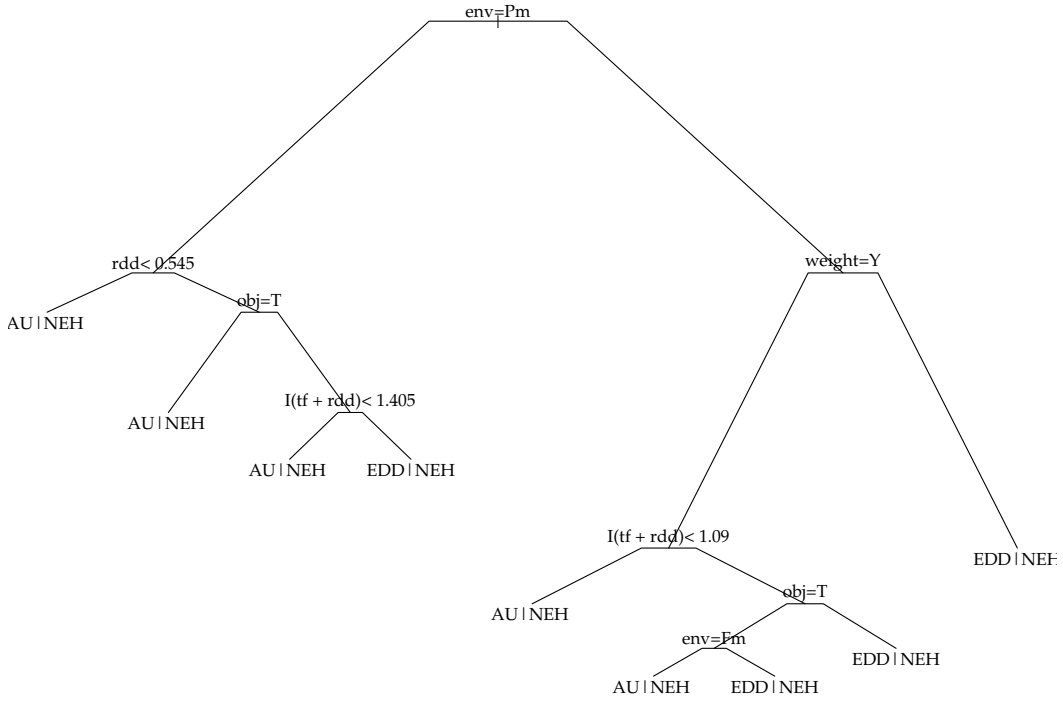 env=Pm
rdd< 0.545
weight=Y
obj=T
AU|NEH
I(tf + rdd)< 1.405
AU|NEH
AU|NEH
EDD|NEH
I(tf + rdd)< 1.09
EDD|NEH
obj=T
AU|NEH
env=Fm
EDD|NEH
AU|NEH
EDD|NEH